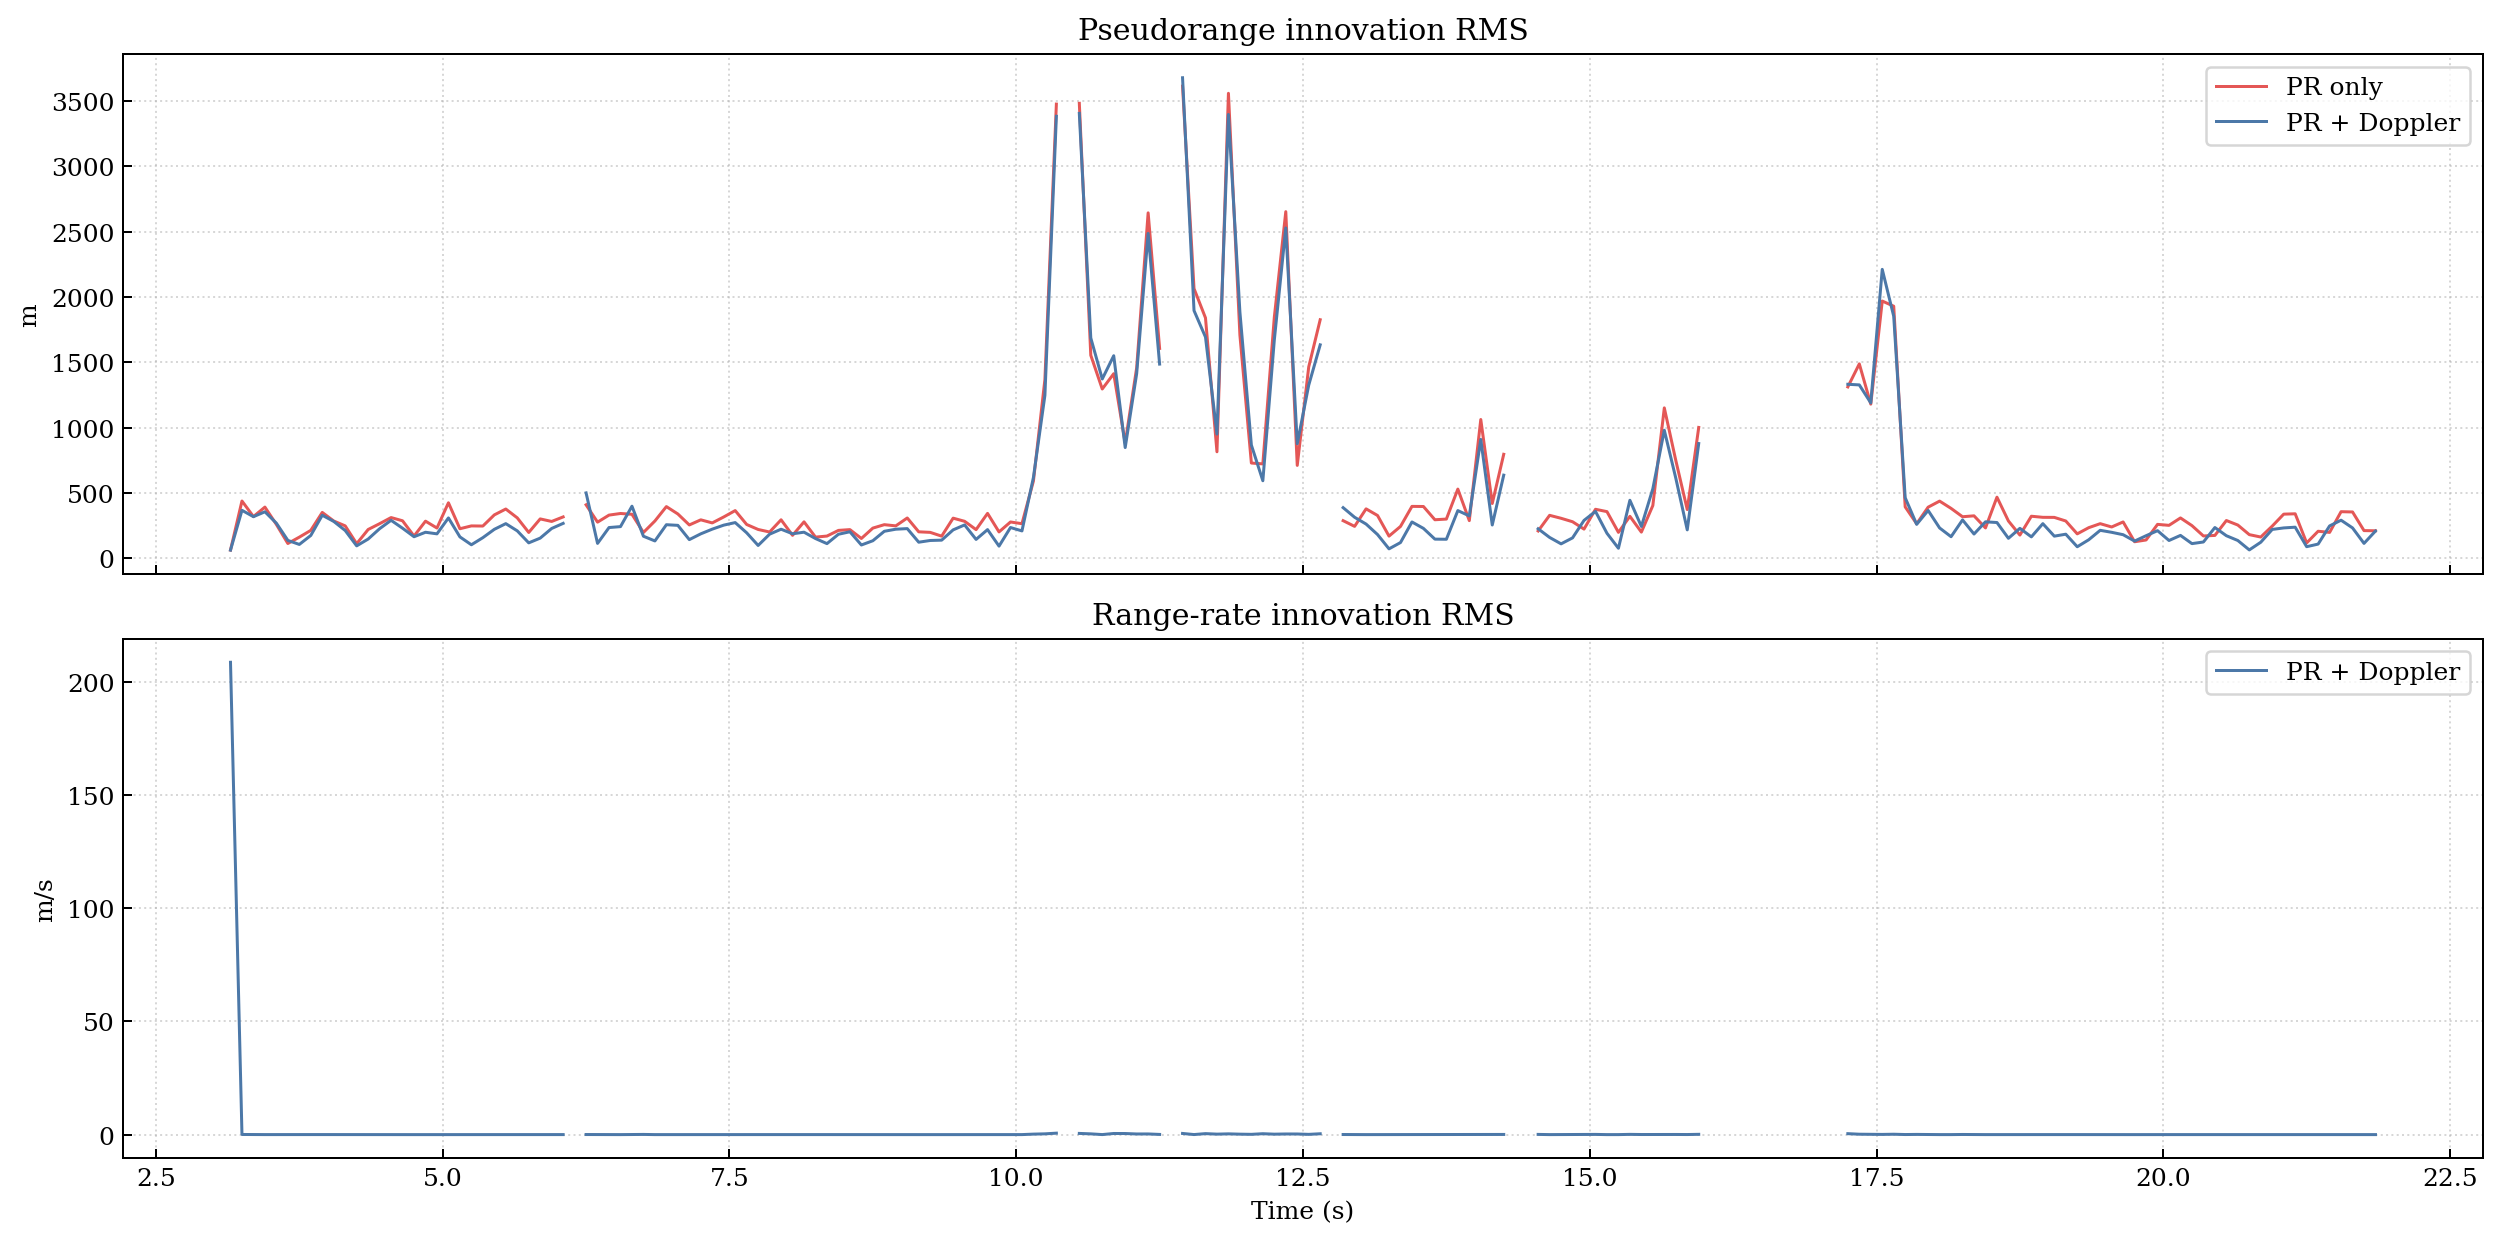 Pseudorange innovation RMS
3500
3000
2500
2000
1500
1000
500
0
m
PR only
PR + Doppler
Range-rate innovation RMS
200
150
100
50
0
m/s
PR + Doppler
2.5 5.0 7.5 10.0 12.5 15.0 17.5 20.0 22.5
Time (s)